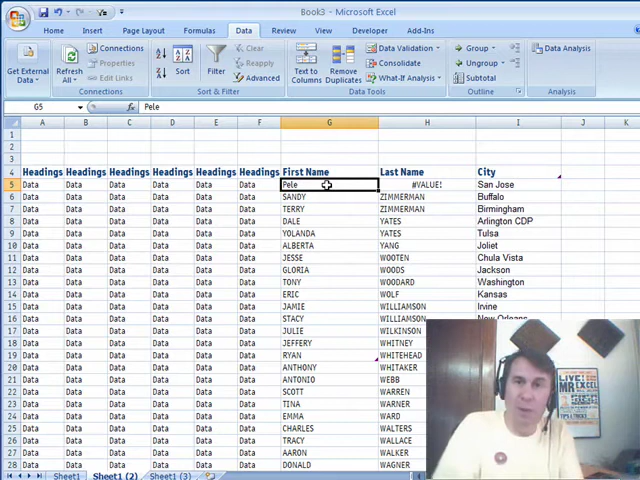 Book3 - Microsoft Excel
Home Insert Page Layout Formulas Data Review View Developer Add-Ins
Get External Data
Refresh All
Connections
Properties
Edit Links
Connections
Sort
Filter
Clear
Reapply
Advanced
Sort & Filter
Text to Columns
Remove Duplicates
Data Validation
Consolidate
What-If Analysis
Data Tools
Group
Ungroup
Subtotal
Outline
Data Analysis
Analysis
G5 fx Pele
A B C D E F G H I J K
1
2
3
4 Headings Headings Headings Headings Headings Headings First Name Last Name City
5 Data Data Data Data Data Data Pele #VALUE! San Jose
6 Data Data Data Data Data Data SANDY ZIMMERMAN Buffalo
7 Data Data Data Data Data Data TERRY ZIMMERMAN Birmingham
8 Data Data Data Data Data Data DALE YATES Arlington CDP
9 Data Data Data Data Data Data YOLANDA YATES Tulsa
10 Data Data Data Data Data Data ALBERTA YANG Joliet
11 Data Data Data Data Data Data JESSE WOOTEN Chula Vista
12 Data Data Data Data Data Data GLORIA WOODS Jackson
13 Data Data Data Data Data Data TONY WOODARD Washington
14 Data Data Data Data Data Data ERIC WOLF Kansas
15 Data Data Data Data Data Data JAMIE WILLIAMSON Irvine
16 Data Data Data Data Data Data STACY WILLIAMSON New Orleans
17 Data Data Data Data Data Data JULIE WILKINSON
18 Data Data Data Data Data Data JEFFERY WHITNEY
19 Data Data Data Data Data Data RYAN WHITEHEAD
20 Data Data Data Data Data Data ANTHONY WHITAKER
21 Data Data Data Data Data Data ANTONIO WEBB
22 Data Data Data Data Data Data SCOTT WARREN
23 Data Data Data Data Data Data TINA WARNER
24 Data Data Data Data Data Data EMMA WARD
25 Data Data Data Data Data Data CHARLES WALTERS
26 Data Data Data Data Data Data TRACY WALLACE
27 Data Data Data Data Data Data AARON WALKER
28 Data Data Data Data Data Data DONALD WAGNER
LIVE!
MR EXCEL
TIPS & TRICKS
Sheet1 Sheet1 (2) Sheet1 (3)